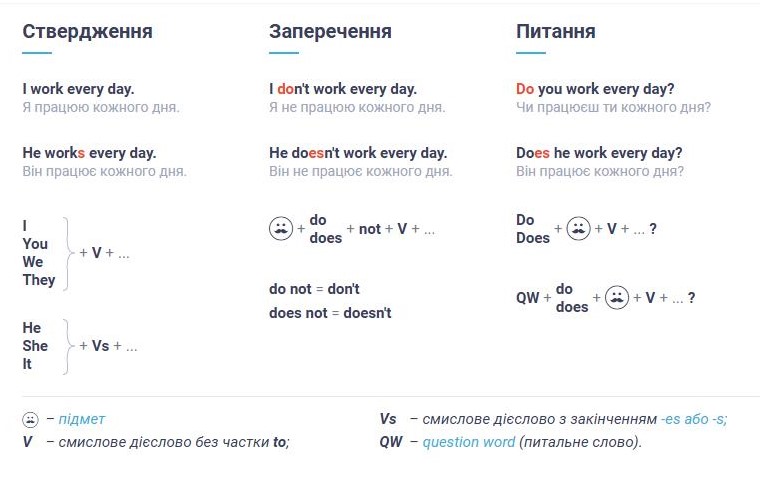 Ствердження
I work every day.
Я працюю кожного дня.
He works every day.
Він працює кожного дня.
I
You
We
They
+ V + ...
He
She
It
+ Vs + ...
Заперечення
I don't work every day.
Я не працюю кожного дня.
He doesn't work every day.
Він не працює кожного дня.
+ do does + not + V + ...
do not = don't
does not = doesn't
Питання
Do you work every day?
Чи працюєш ти кожного дня?
Does he work every day?
Він працює кожного дня?
Do Does + + V + ... ?
QW + do does + + V + ... ?
– підмет
V – смислове дієслово без частки to;
Vs – смислове дієслово з закінченням -es або -s;
QW – question word (питальне слово).